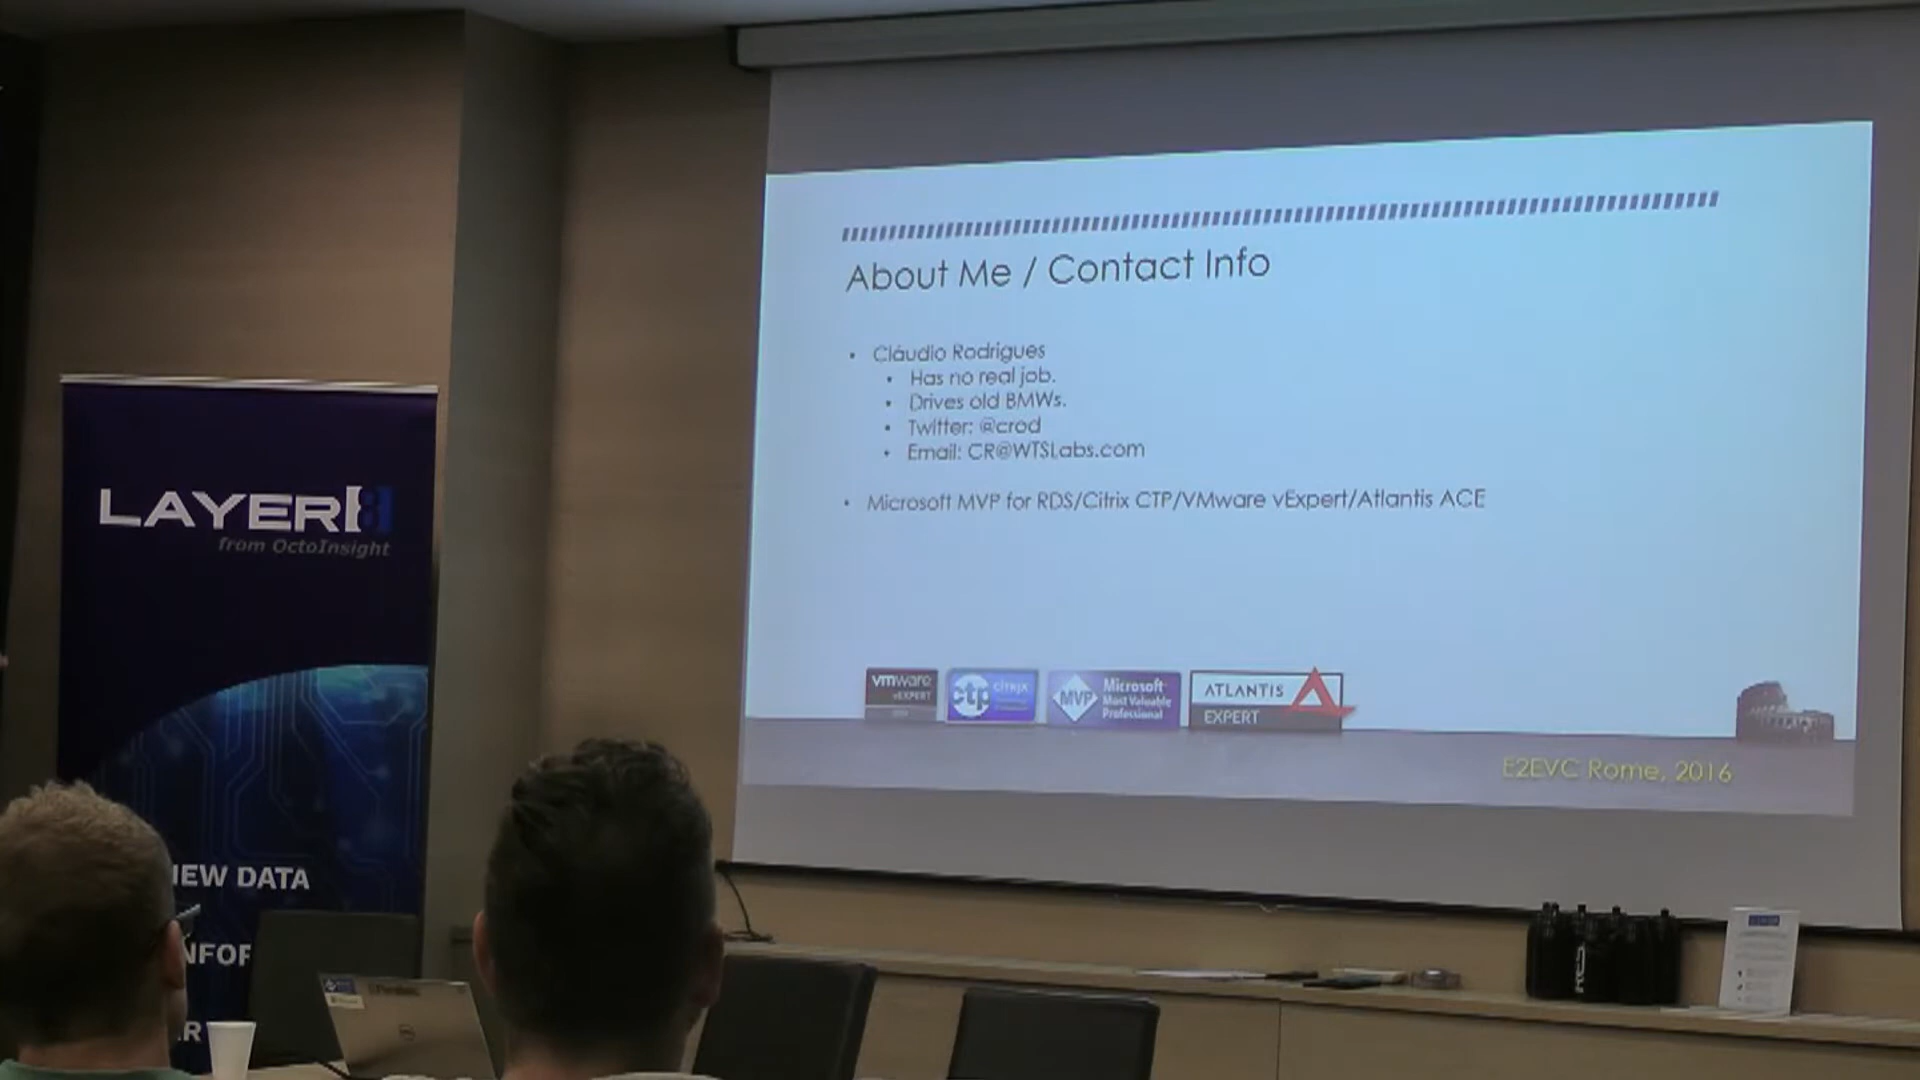 About Me / Contact Info
• Cláudio Rodrigues
• Has no real job.
• Drives old BMWs.
• Twitter: @crod
• Email: CR@WTSLabs.com
• Microsoft MVP for RDS/Citrix CTP/VMware vExpert/Atlantis ACE
vmware
EXPERT
ctp citrix
MVP Microsoft
Most Valuable
Professional
ATLANTIS
EXPERT
E2EVC Rome, 2016
LAYER8
from OctoInsight
IEW DATA
NFOR
R